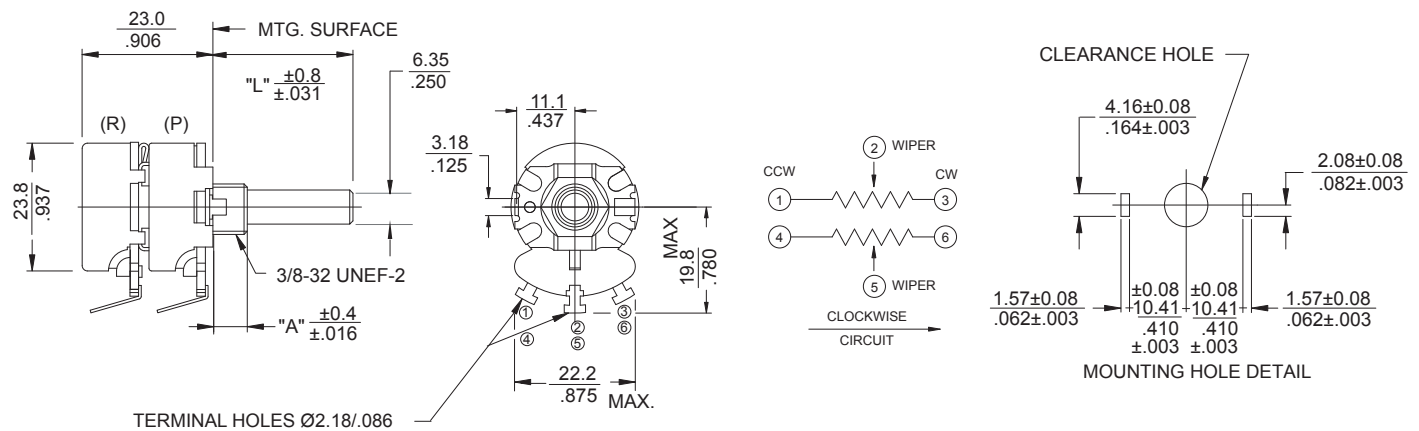 23.0
.906
MTG. SURFACE
"L" ±0.8
±.031
6.35
.250
(R)
(P)
23.8
.937
3/8-32 UNEF-2
"A" ±0.4
±.016
TERMINAL HOLES Ø2.18/.086
11.1
.437
3.18
.125
MAX
19.8
.780
1
2
3
4
5
6
22.2
.875
MAX.
2 WIPER
CCW
CW
1
3
4
6
5 WIPER
CLOCKWISE
CIRCUIT
CLEARANCE HOLE
4.16±0.08
.164±.003
2.08±0.08
.082±.003
1.57±0.08
.062±.003
±0.08
10.41
.410
±.003
±0.08
10.41
.410
±.003
1.57±0.08
.062±.003
MOUNTING HOLE DETAIL